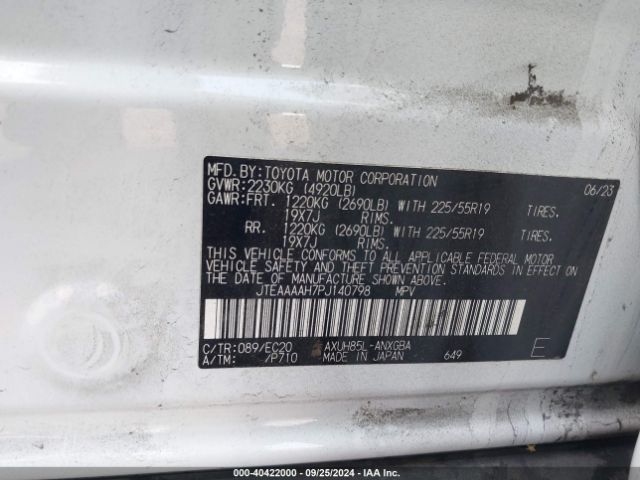 MFD. BY: TOYOTA MOTOR CORPORATION 06/23
GVWR: 2230KG (4920LB)
GAWR: FRT. 1220KG (2690LB) WITH 225/55R19 TIRES.
19X7J RIMS.
RR. 1220KG (2690LB) WITH 225/55R19 TIRES.
19X7J RIMS.
THIS VEHICLE CONFORMS TO ALL APPLICABLE FEDERAL MOTOR
VEHICLE SAFETY AND THEFT PREVENTION STANDARDS IN EFFECT ON
THE DATE OF MANUFACTURE SHOWN ABOVE.
JTEAAAAH7PJ140798 MPV
C/TR: 089/EC20 AXUH85L-ANXGBA
A/TM: /P710 MADE IN JAPAN 649 E
000-40422000 - 09/25/2024 - IAA Inc.